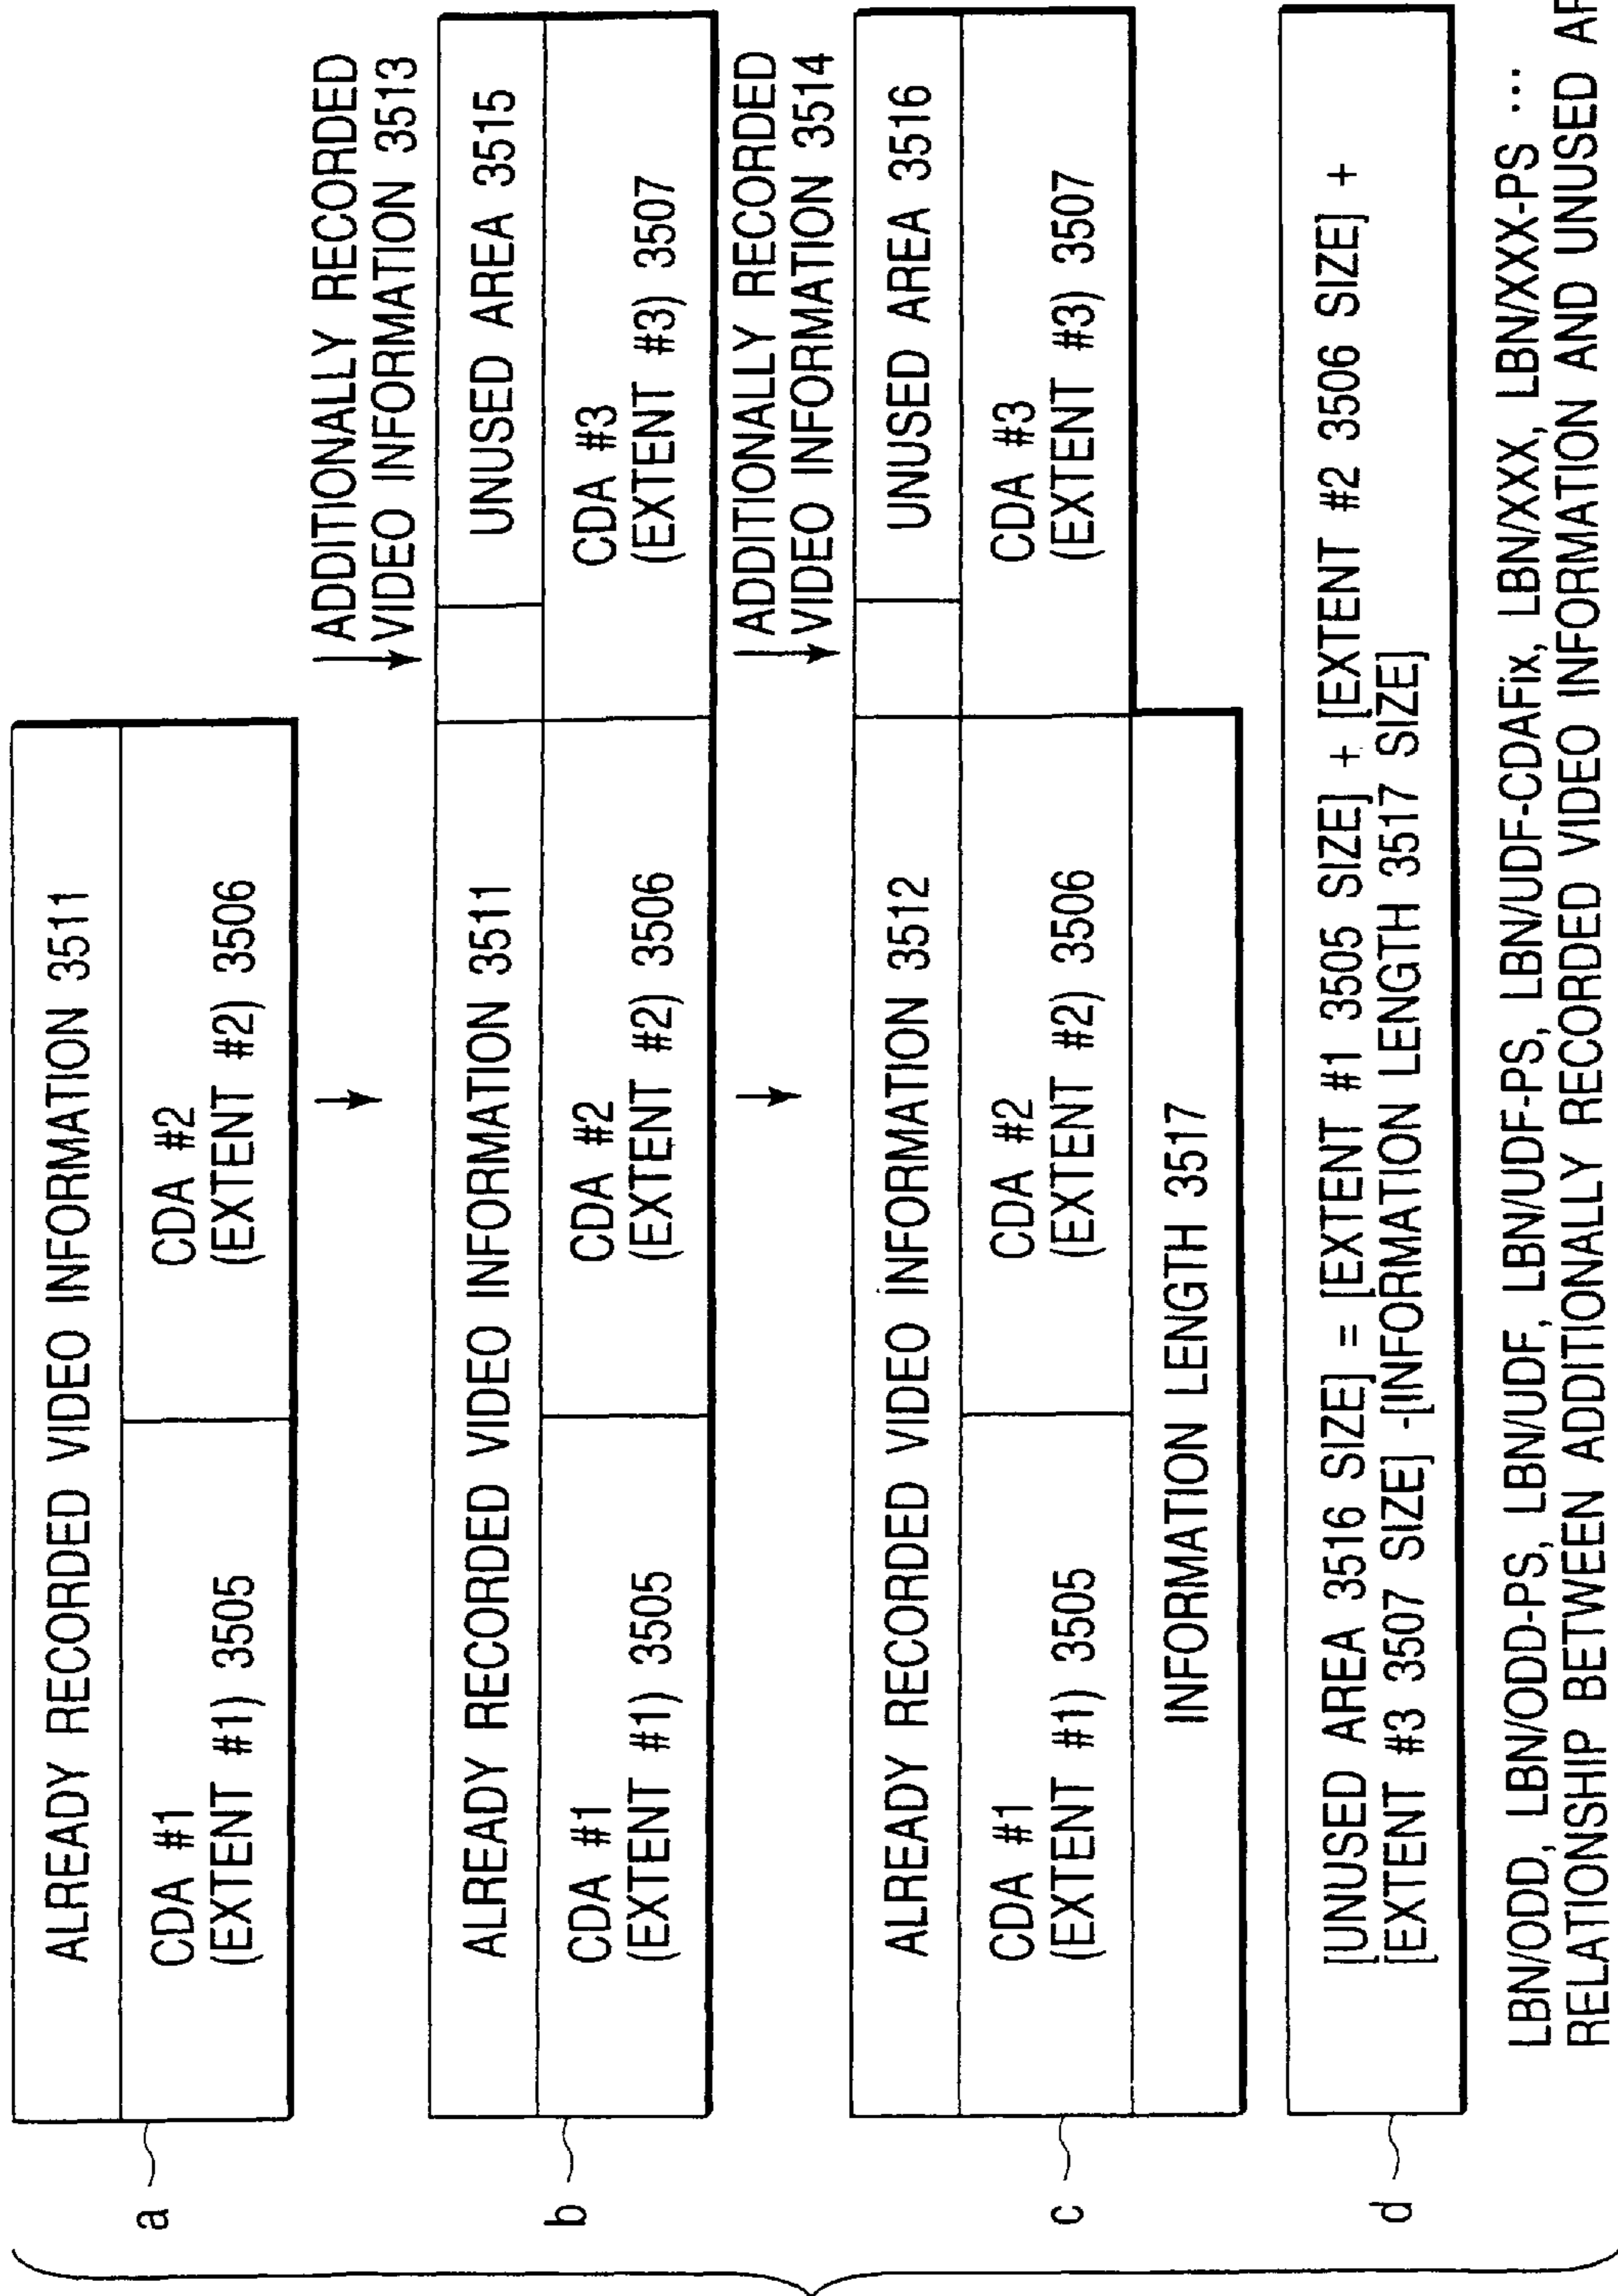 a
ALREADY RECORDED VIDEO INFORMATION 3511
CDA #1
(EXTENT #1) 3505
CDA #2
(EXTENT #2) 3506
ADDITIONALLY RECORDED
VIDEO INFORMATION 3513
b
ALREADY RECORDED VIDEO INFORMATION 3511
UNUSED AREA 3515
CDA #1
(EXTENT #1) 3505
CDA #2
(EXTENT #2) 3506
CDA #3
(EXTENT #3) 3507
ADDITIONALLY RECORDED
VIDEO INFORMATION 3514
c
ALREADY RECORDED VIDEO INFORMATION 3512
UNUSED AREA 3516
CDA #1
(EXTENT #1) 3505
CDA #2
(EXTENT #2) 3506
CDA #3
(EXTENT #3) 3507
INFORMATION LENGTH 3517
d
[UNUSED AREA 3516 SIZE] = [EXTENT #1 3505 SIZE] + [EXTENT #2 3506 SIZE] +
[EXTENT #3 3507 SIZE] -[INFORMATION LENGTH 3517 SIZE]
LBN/ODD, LBN/ODD-PS, LBN/UDF, LBN/UDF-PS, LBN/UDF-CDAFix, LBN/XXX, LBN/XXX-PS ...
RELATIONSHIP BETWEEN ADDITIONALLY RECORDED VIDEO INFORMATION AND UNUSED